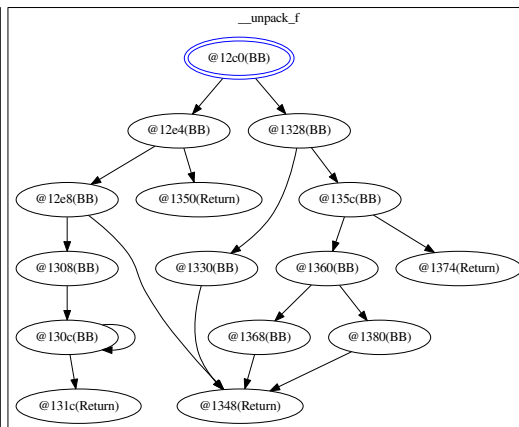 __unpack_f
@12c0(BB)
@12e4(BB)
@1328(BB)
@12e8(BB)
@1350(Return)
@135c(BB)
@1308(BB)
@1330(BB)
@1360(BB)
@1374(Return)
@130c(BB)
@1368(BB)
@1380(BB)
@131c(Return)
@1348(Return)